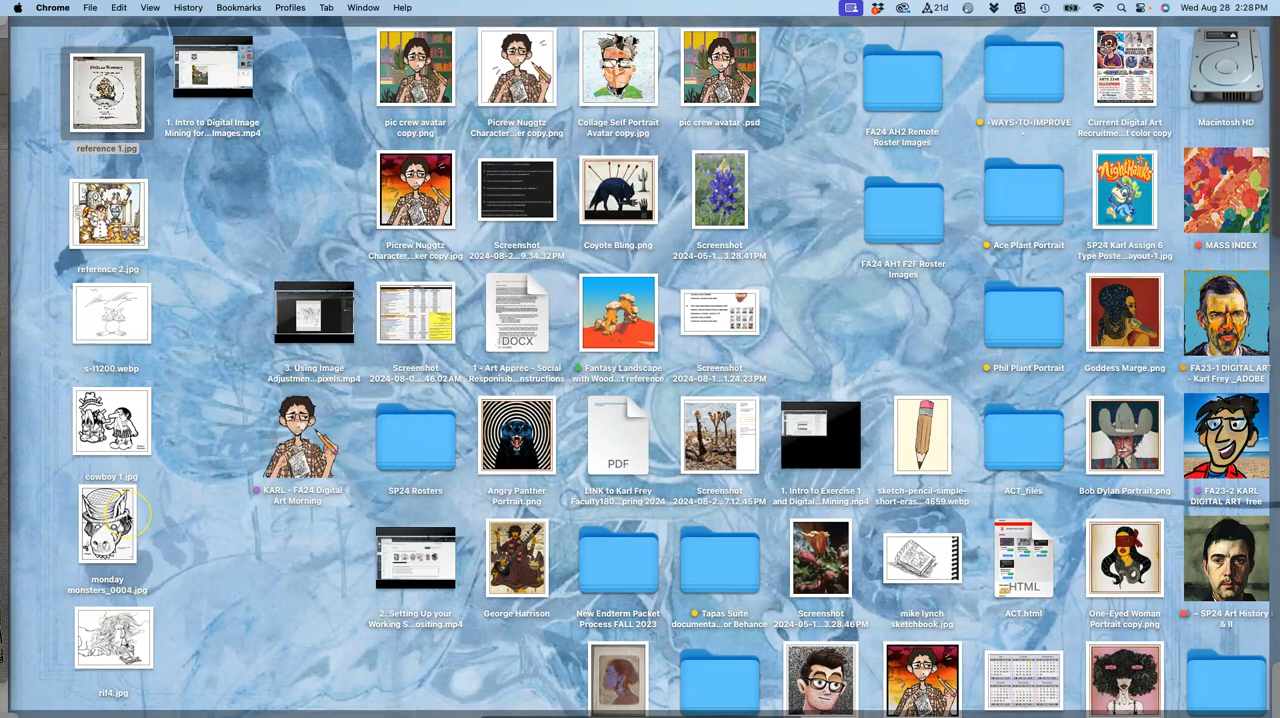 Chrome File Edit View History Bookmarks Profiles Tab Window Help
21d
Wed Aug 28 2:28 PM
reference 1.jpg
1. Intro to Digital Image
Mining for...Images.mp4
pic crew avatar
copy.png
Picrew Nuggtz
Character...er copy.png
Collage Self Portrait
Avatar copy.jpg
pic crew avatar .psd
FA24 AH2 Remote
Roster Images
•WAYS•TO•IMPROVE
•
Current Digital Art
Recruitme...t color copy
Macintosh HD
reference 2.jpg
Picrew Nuggtz
Character...ker copy.jpg
Screenshot
2024-08-2...9.34.32 PM
Coyote Bling.png
Screenshot
2024-05-1...3.28.41 PM
FA24 AH1 F2F Roster
Images
Ace Plant Portrait
SP24 Karl Assign 6
Type Poste...ayout-1.jpg
MASS INDEX
s-l1200.webp
3. Using Image
Adjustmen...pixels.mp4
Screenshot
2024-08-0....46.02 AM
DOCX
1 - Art Apprec - Social
Responisib...nstructions
Fantasy Landscape
with Wood...t reference
Screenshot
2024-08-1...1.24.23 PM
Phil Plant Portrait
Goddess Marge.png
FA23-1 DIGITAL ART
- Karl Frey _ADOBE
cowboy 1.jpg
KARL - FA24 Digital
Art Morning
SP24 Rosters
Angry Panther
Portrait.png
PDF
LINK to Karl Frey
Faculty180...pring 2024
Screenshot
2024-08-2...7.12.45 PM
1. Intro to Exercise 1
and Digital...Mining.mp4
sketch-pencil-simple-
short-eras...4659.webp
ACT_files
Bob Dylan Portrait.png
FA23-2 KARL
DIGITAL ART free
monday
monsters_0004.jpg
2. Setting Up your
Working S...ositing.mp4
George Harrison
New Endterm Packet
Process FALL 2023
Tapas Suite
documenta...or Behance
Screenshot
2024-05-1...3.28.46 PM
mike lynch
sketchbook.jpg
HTML
ACT.html
One-Eyed Woman
Portrait copy.png
~ SP24 Art History
& II
rif4.jpg
NightHawks